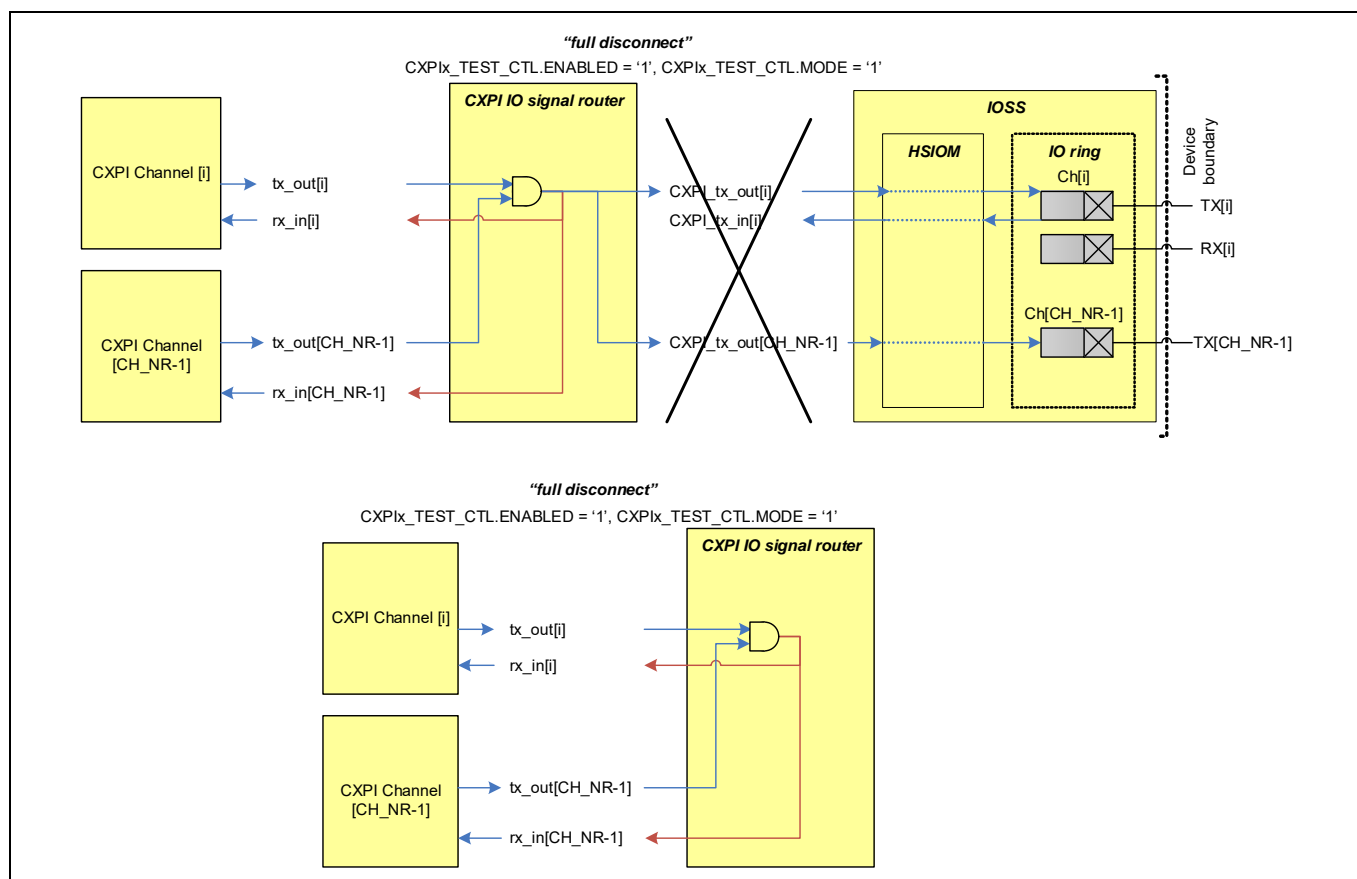 “full disconnect”
CXPIx_TEST_CTL.ENABLED = ‘1’, CXPIx_TEST_CTL.MODE = ‘1’
CXPI IO signal router
IOSS
HSIOM
IO ring
Device
boundary
CXPI Channel [i]
tx_out[i]
rx_in[i]
CXPI_tx_out[i]
CXPI_tx_in[i]
Ch[i]
TX[i]
RX[i]
CXPI Channel
[CH_NR-1]
tx_out[CH_NR-1]
rx_in[CH_NR-1]
CXPI_tx_out[CH_NR-1]
Ch[CH_NR-1]
TX[CH_NR-1]
“full disconnect”
CXPIx_TEST_CTL.ENABLED = ‘1’, CXPIx_TEST_CTL.MODE = ‘1’
CXPI IO signal router
CXPI Channel [i]
tx_out[i]
rx_in[i]
CXPI Channel
[CH_NR-1]
tx_out[CH_NR-1]
rx_in[CH_NR-1]